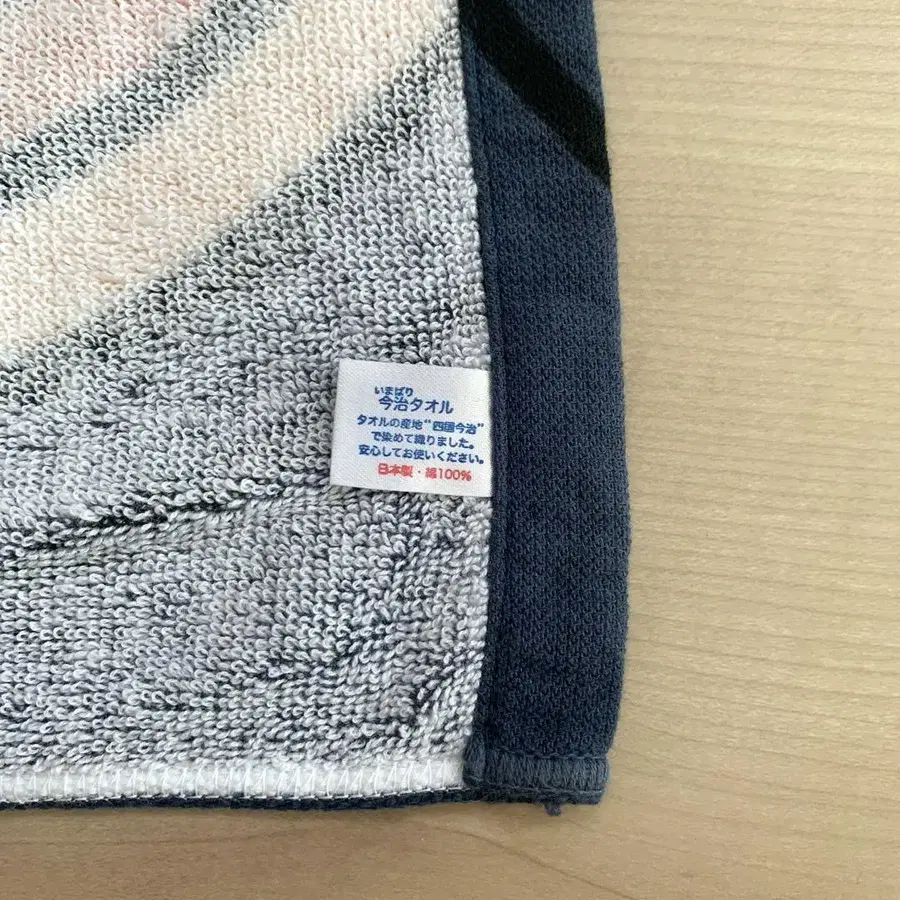 いまばり
今治タオル
タオルの産地“四国今治”
で染めて織りました。
安心してお使いください。
日本製・綿100%